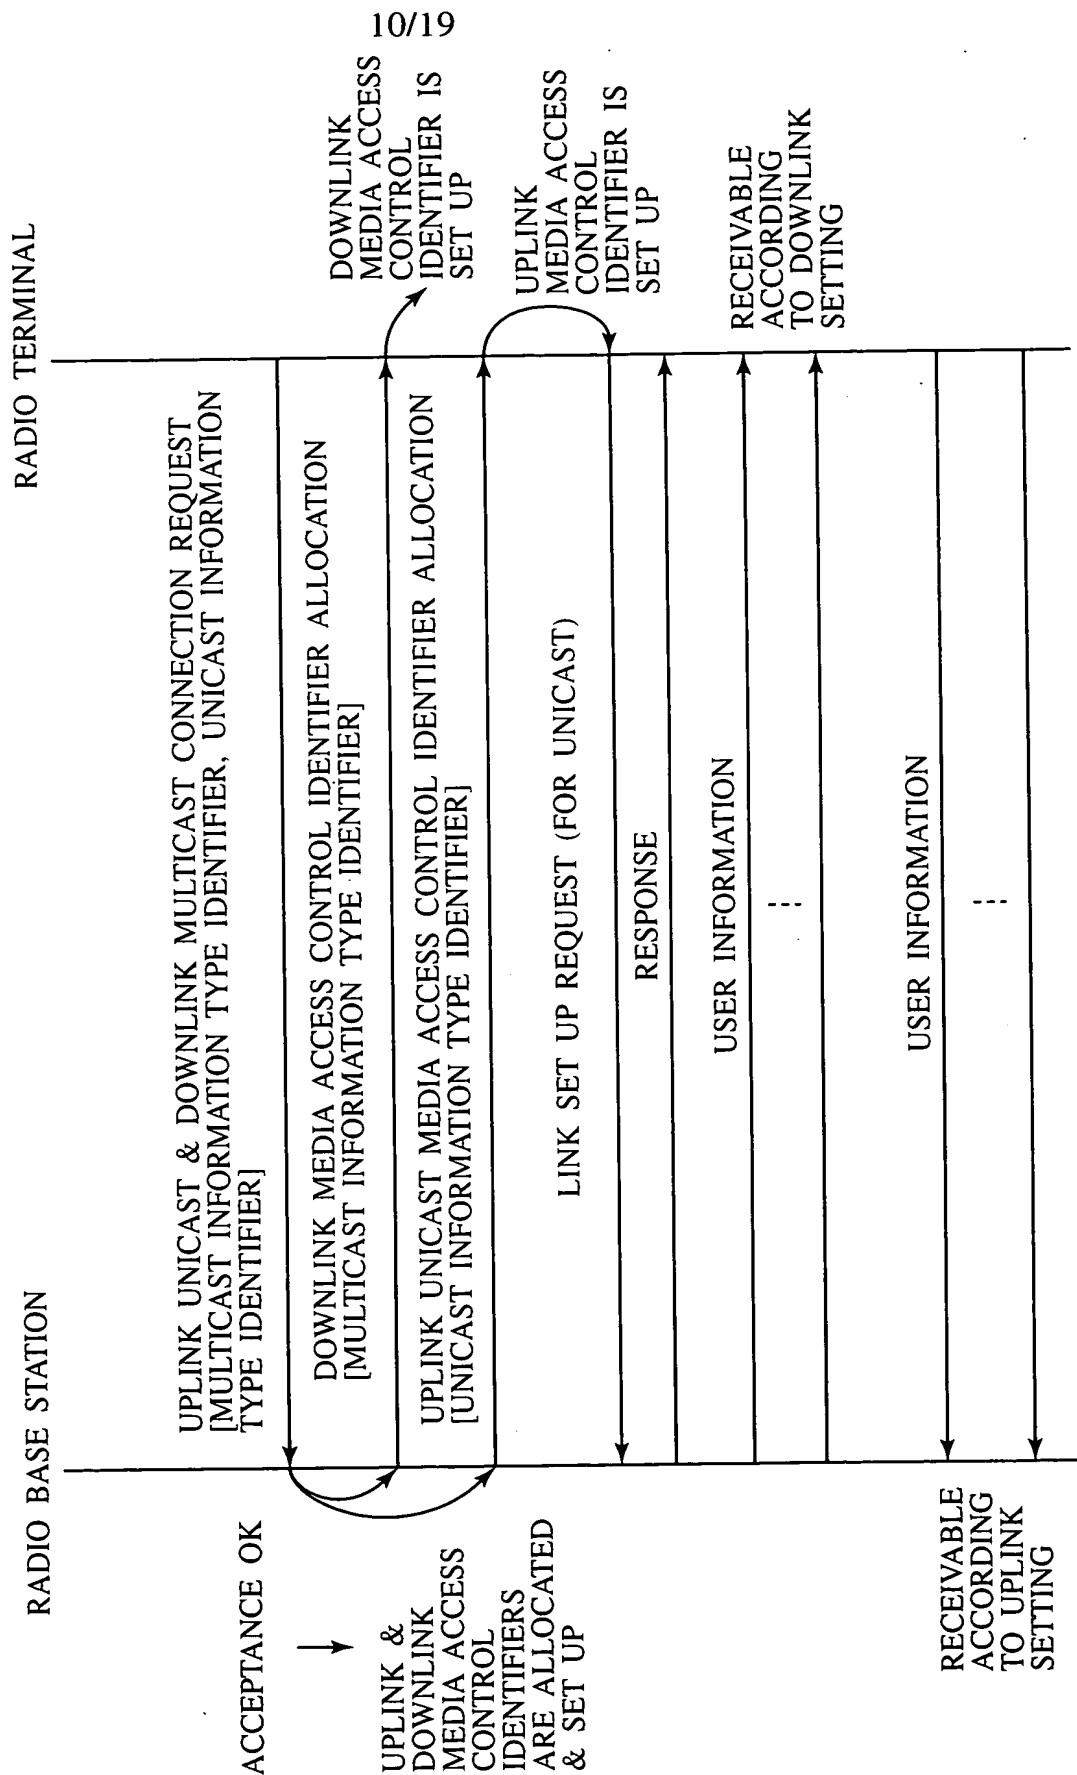 10/19
RADIO BASE STATION
RADIO TERMINAL
UPLINK UNICAST & DOWNLINK MULTICAST CONNECTION REQUEST
[MULTICAST INFORMATION TYPE IDENTIFIER, UNICAST INFORMATION
TYPE IDENTIFIER]
ACCEPTANCE OK
UPLINK &
DOWNLINK
MEDIA ACCESS
CONTROL
IDENTIFIERS
ARE ALLOCATED
& SET UP
DOWNLINK MEDIA ACCESS CONTROL IDENTIFIER ALLOCATION
[MULTICAST INFORMATION TYPE IDENTIFIER]
DOWNLINK
MEDIA ACCESS
CONTROL
IDENTIFIER IS
SET UP
UPLINK UNICAST MEDIA ACCESS CONTROL IDENTIFIER ALLOCATION
[UNICAST INFORMATION TYPE IDENTIFIER]
UPLINK
MEDIA ACCESS
CONTROL
IDENTIFIER IS
SET UP
LINK SET UP REQUEST (FOR UNICAST)
RESPONSE
USER INFORMATION
---
RECEIVABLE
ACCORDING
TO DOWNLINK
SETTING
USER INFORMATION
---
RECEIVABLE
ACCORDING
TO UPLINK
SETTING